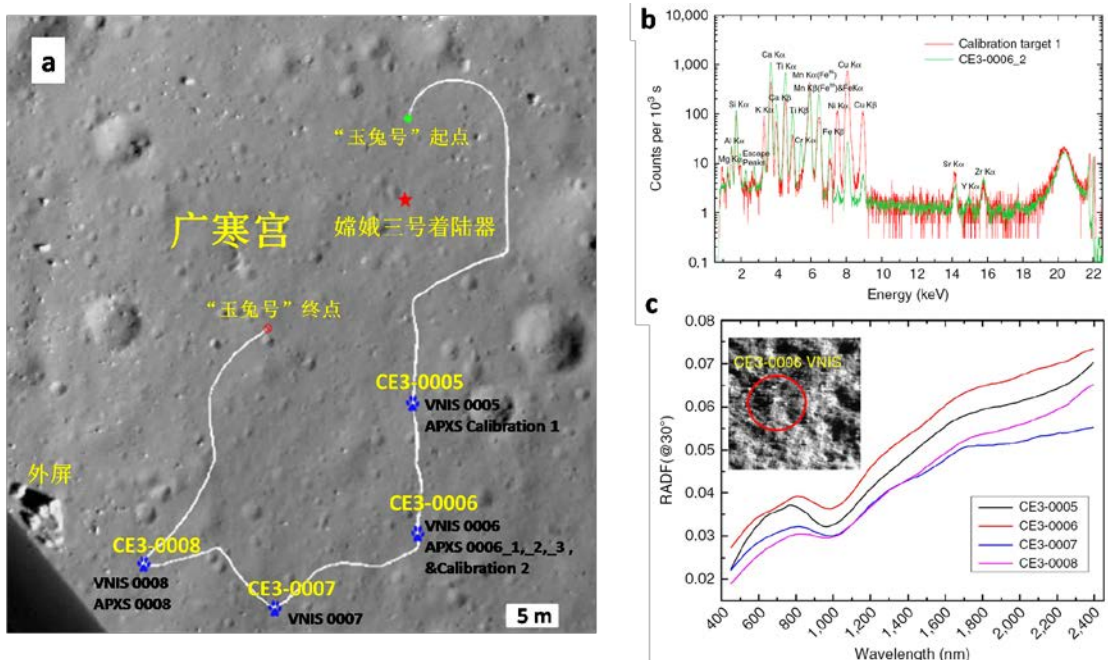 a
“玉兔号”起点
广寒宫
嫦娥三号着陆器
“玉兔号”终点
CE3-0005
VNIS 0005
APXS Calibration 1
外屏
CE3-0006
VNIS 0006
APXS 0006_1,_2,_3 ,
&Calibration 2
CE3-0008
VNIS 0008
APXS 0008
CE3-0007
VNIS 0007
5 m
b
10,000
1,000
100
10
1
0.1
Counts per 10³ s
Calibration target 1
CE3-0006_2
Ca Kα
Ti Kα
Mn Kα(Feᴵᴵᴵ)
Cu Kα
Mn Kβ(Feᴵᴵᴵ)&FeKα
Ca Kβ
Si Kα
K Kα
Ti Kβ
Ni Kα
Cu Kβ
Al Kα
Cr Kα
Fe Kβ
Mg Kα
Escape
Peaks
Sr Kα
Y Kα
Zr Kα
2 4 6 8 10 12 14 16 18 20 22
Energy (keV)
c
0.08
0.07
0.06
0.05
0.04
0.03
0.02
RADF(@30°)
CE3-0006 VNIS
CE3-0005
CE3-0006
CE3-0007
CE3-0008
400 600 800 1,000 1,200 1,400 1,600 1,800 2,000 2,200 2,400
Wavelength (nm)